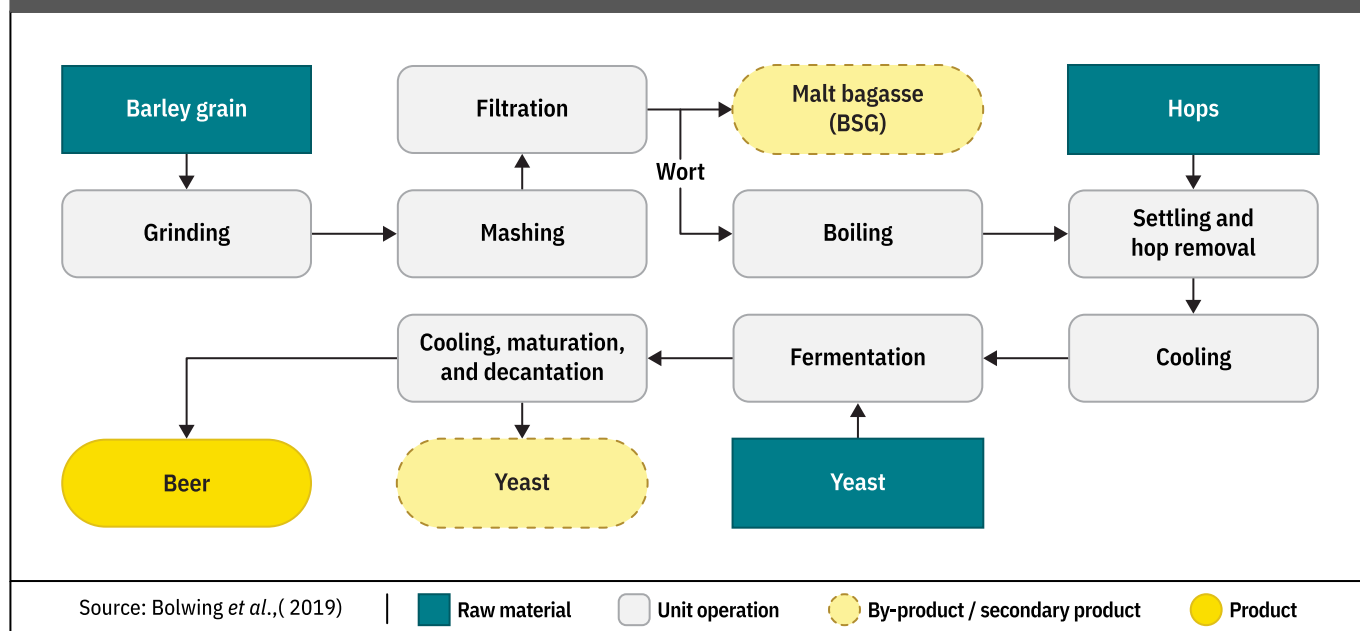 Barley grain
Filtration
Malt bagasse
(BSG)
Hops
Wort
Grinding
Mashing
Boiling
Settling and
hop removal
Cooling, maturation,
and decantation
Fermentation
Cooling
Beer
Yeast
Yeast
Source: Bolwing et al.,( 2019)
Raw material
Unit operation
By-product / secondary product
Product